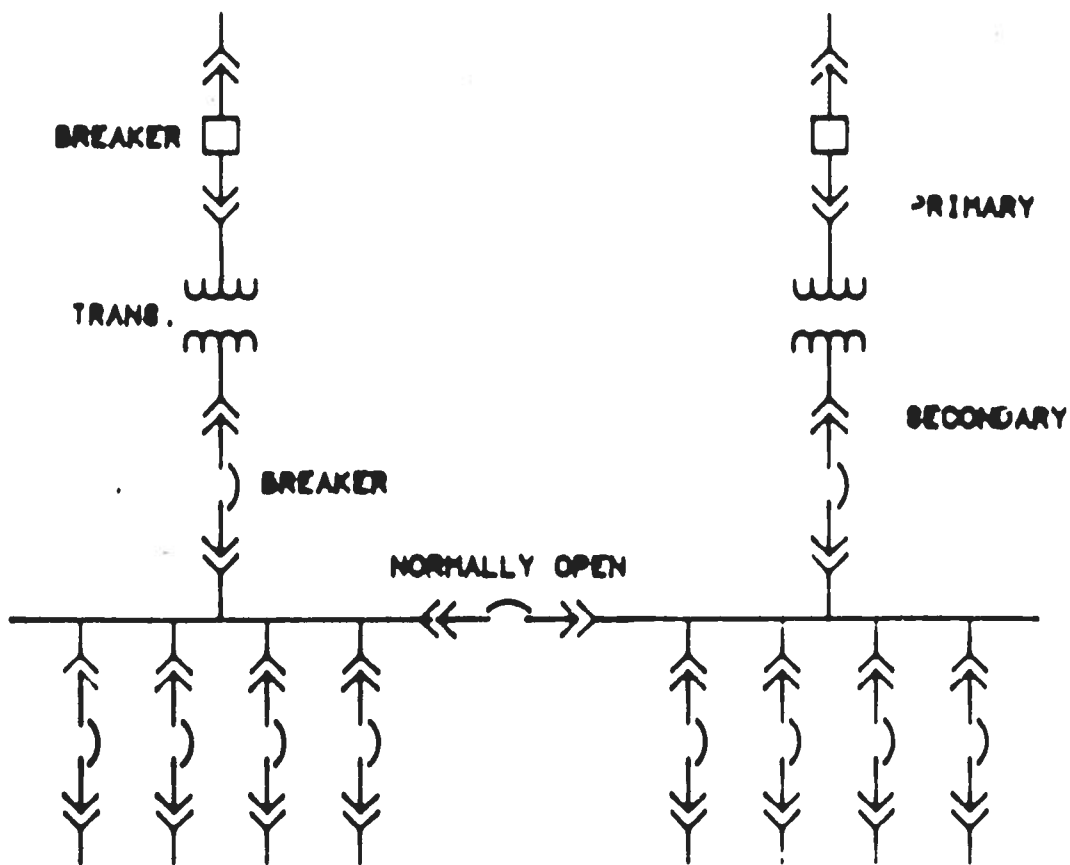 BREAKER
PRIMARY
TRANS.
SECONDARY
BREAKER
NORMALLY OPEN